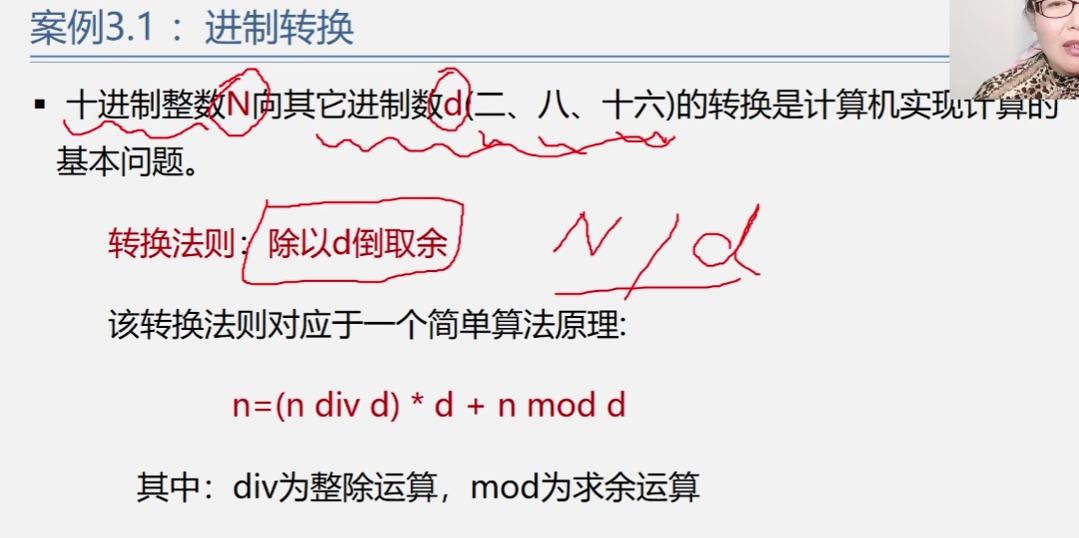 案例3.1 ：进制转换
▪ 十进制整数N向其它进制数d(二、八、十六)的转换是计算机实现计算的
基本问题。
转换法则：除以d倒取余
N/d
该转换法则对应于一个简单算法原理:
n=(n div d) * d + n mod d
其中：div为整除运算，mod为求余运算